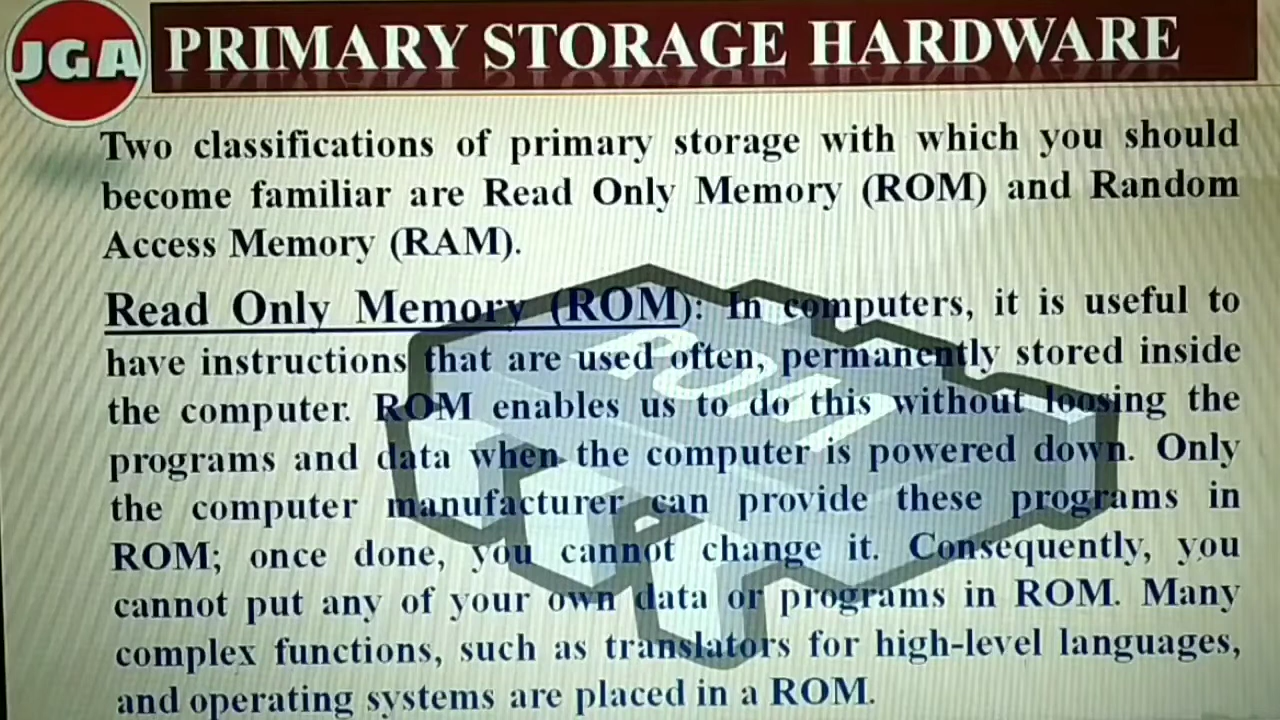 JGA
PRIMARY STORAGE HARDWARE
Two classifications of primary storage with which you should
become familiar are Read Only Memory (ROM) and Random
Access Memory (RAM).
Read Only Memory (ROM): In computers, it is useful to
have instructions that are used often, permanently stored inside
the computer. ROM enables us to do this without loosing the
programs and data when the computer is powered down. Only
the computer manufacturer can provide these programs in
ROM; once done, you cannot change it. Consequently, you
cannot put any of your own data or programs in ROM. Many
complex functions, such as translators for high-level languages,
and operating systems are placed in a ROM.
ROM